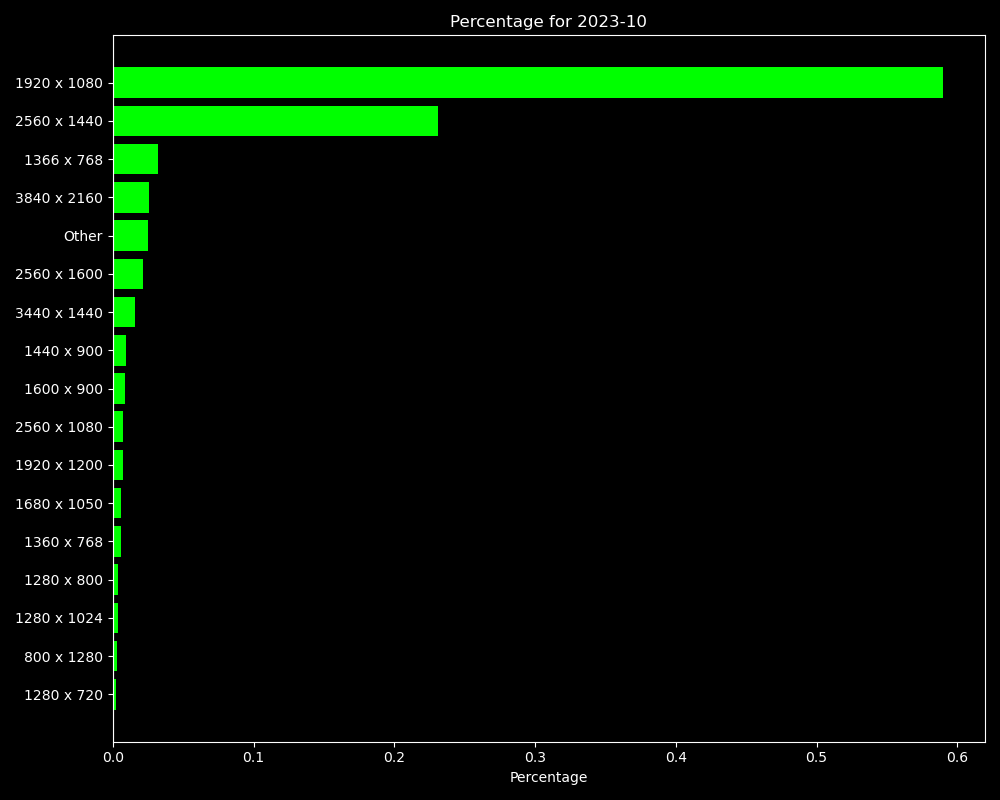 Percentage for 2023-10
1920 x 1080
2560 x 1440
1366 x 768
3840 x 2160
Other
2560 x 1600
3440 x 1440
1440 x 900
1600 x 900
2560 x 1080
1920 x 1200
1680 x 1050
1360 x 768
1280 x 800
1280 x 1024
800 x 1280
1280 x 720
0.0 0.1 0.2 0.3 0.4 0.5 0.6
Percentage